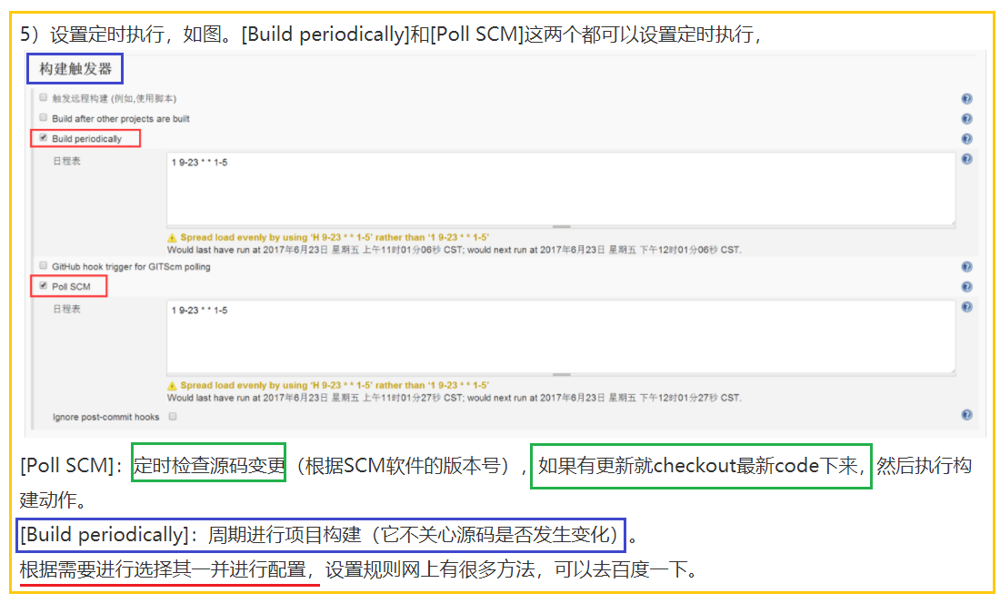 5）设置定时执行，如图。[Build periodically]和[Poll SCM]这两个都可以设置定时执行，
构建触发器
触发远程构建 (例如,使用脚本)
Build after other projects are built
Build periodically
日程表
1 9-23 * * 1-5
Spread load evenly by using ‘H 9-23 * * 1-5’ rather than ‘1 9-23 * * 1-5’
Would last have run at 2017年6月23日 星期五 上午11时01分06秒 CST; would next run at 2017年6月23日 星期五 下午12时01分06秒 CST.
GitHub hook trigger for GITScm polling
Poll SCM
日程表
1 9-23 * * 1-5
Spread load evenly by using ‘H 9-23 * * 1-5’ rather than ‘1 9-23 * * 1-5’
Would last have run at 2017年6月23日 星期五 上午11时01分27秒 CST; would next run at 2017年6月23日 星期五 下午12时01分27秒 CST.
Ignore post-commit hooks
[Poll SCM]：定时检查源码变更（根据SCM软件的版本号），如果有更新就checkout最新code下来，然后执行构
建动作。
[Build periodically]：周期进行项目构建（它不关心源码是否发生变化）。
根据需要进行选择其一并进行配置，设置规则网上有很多方法，可以去百度一下。